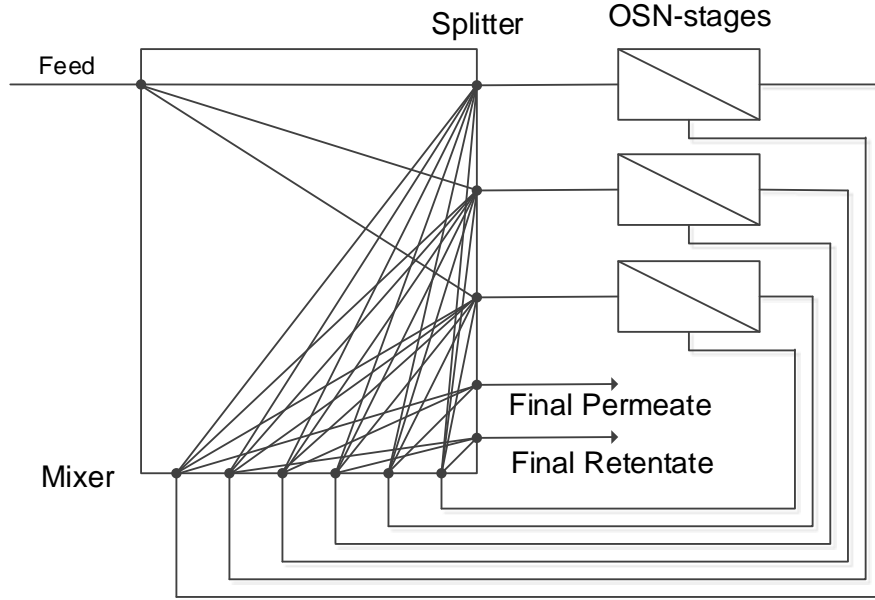 Splitter
OSN-stages
Feed
Final Permeate
Final Retentate
Mixer